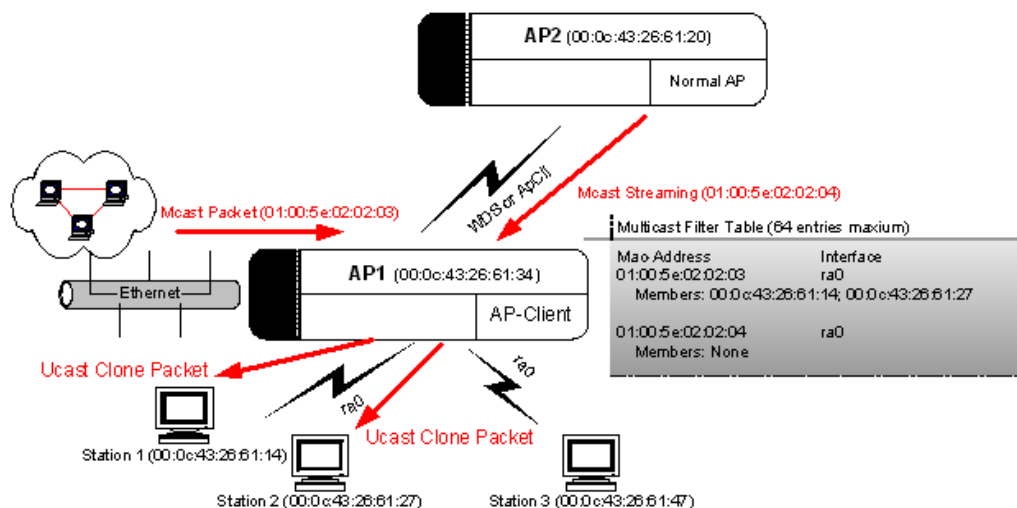 AP2 (00:0c:43:26:61:20)
Normal AP
WDS or ApCli
Mcast Streaming (01:00:5e:02:02:04)
Mcast Packet (01:00:5e:02:02:03)
Multicast Filter Table (64 entries maxium)
Mac Address Interface
01:00:5e:02:02:03 ra0
Members: 00:0c:43:26:61:14; 00:0c:43:26:61:27
01:00:5e:02:02:04 ra0
Members: None
AP1 (00:0c:43:26:61:34)
AP-Client
Ethernet
Ucast Clone Packet
ra0
ra0
Ucast Clone Packet
Station 1 (00:0c:43:26:61:14)
Station 2 (00:0c:43:26:61:27)
Station 3 (00:0c:43:26:61:47)